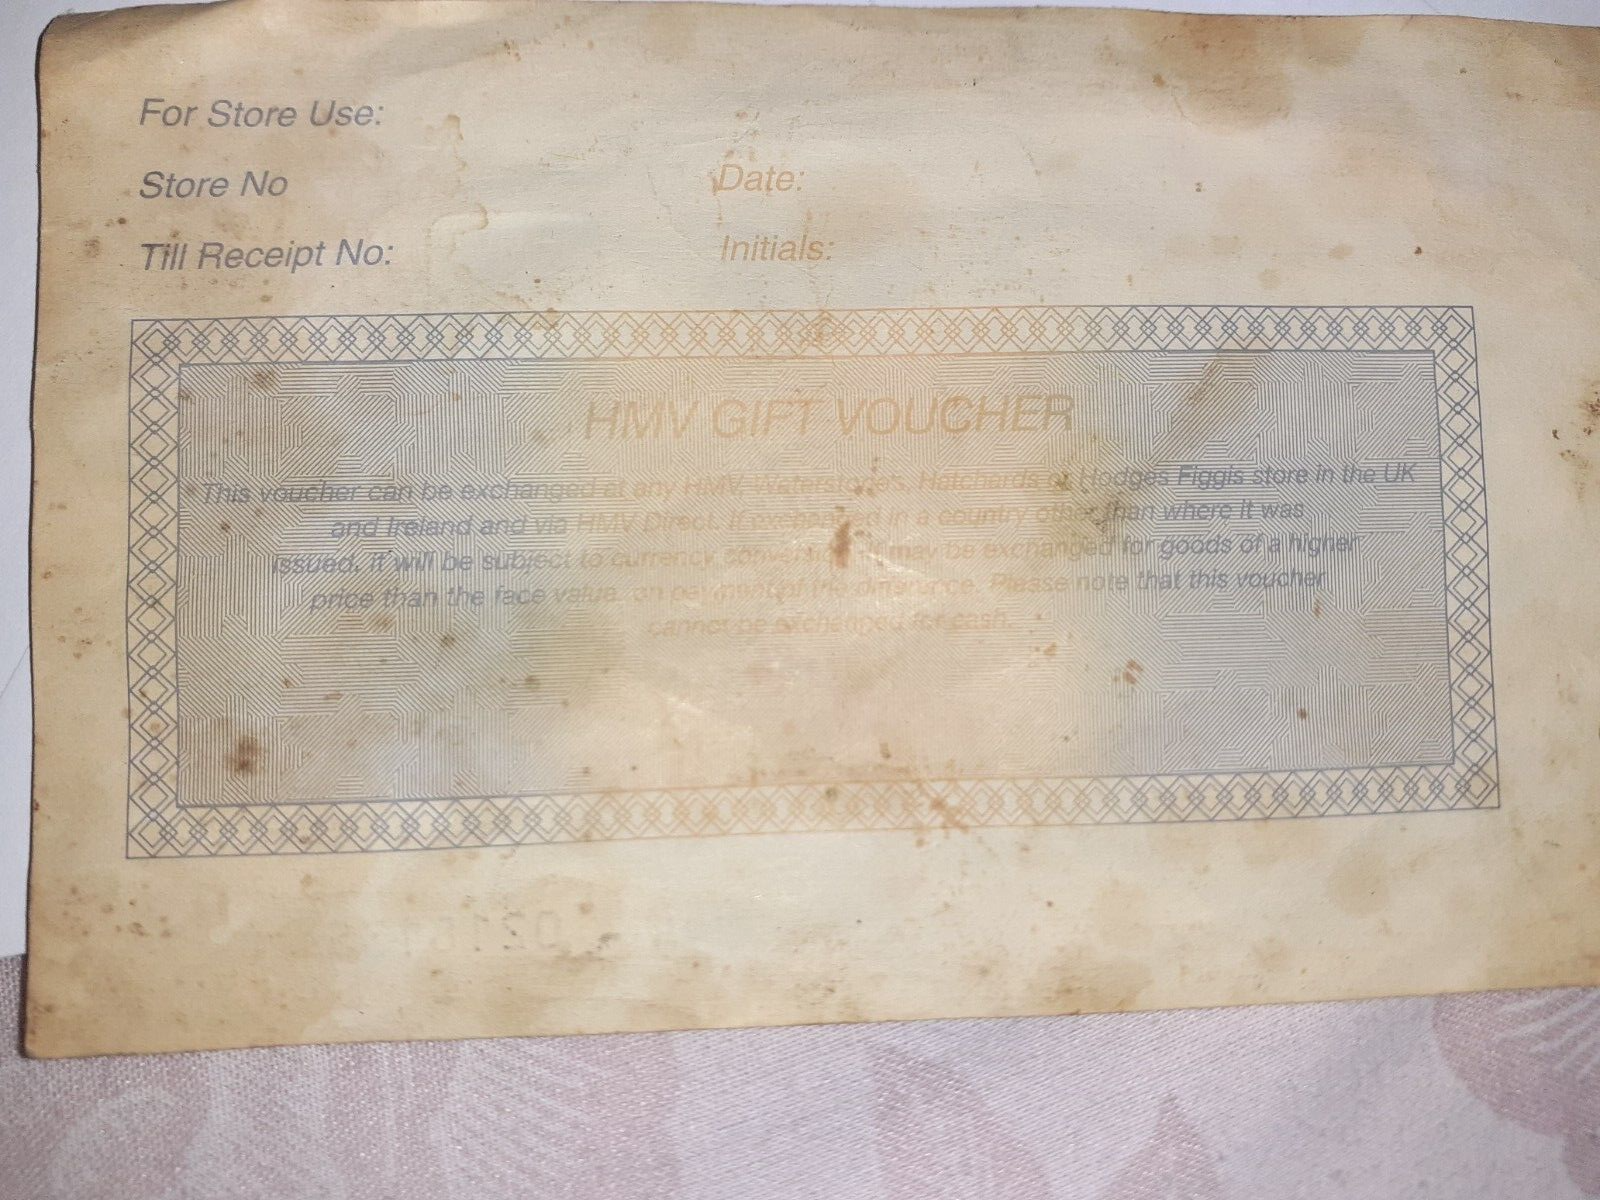 For Store Use:
Store No
Date:
Till Receipt No:
Initials:
HMV GIFT VOUCHER
This voucher can be exchanged at any HMV, Waterstone's, Hatchards or Hodges Figgis store in the UK
and Ireland and via HMV Direct. If exchanged in a country other than where it was
issued, it will be subject to currency conversion. It may be exchanged for goods of a higher
price than the face value, on payment of the difference. Please note that this voucher
cannot be exchanged for cash.